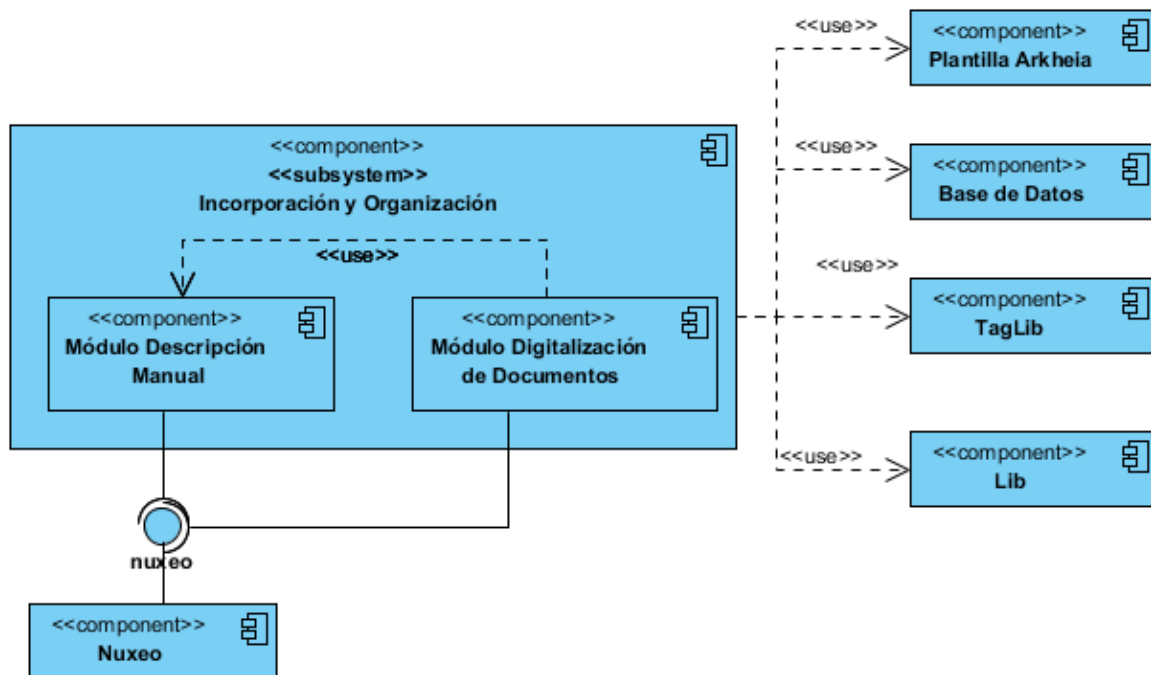 <<use>>
<<component>>
Plantilla Arkheia
<<component>>
<<subsystem>>
Incorporación y Organización
<<use>>
<<component>>
Base de Datos
<<use>>
<<use>>
<<component>>
TagLib
<<component>>
Módulo Descripción
Manual
<<component>>
Módulo Digitalización
de Documentos
<<use>>
<<component>>
Lib
nuxeo
<<component>>
Nuxeo